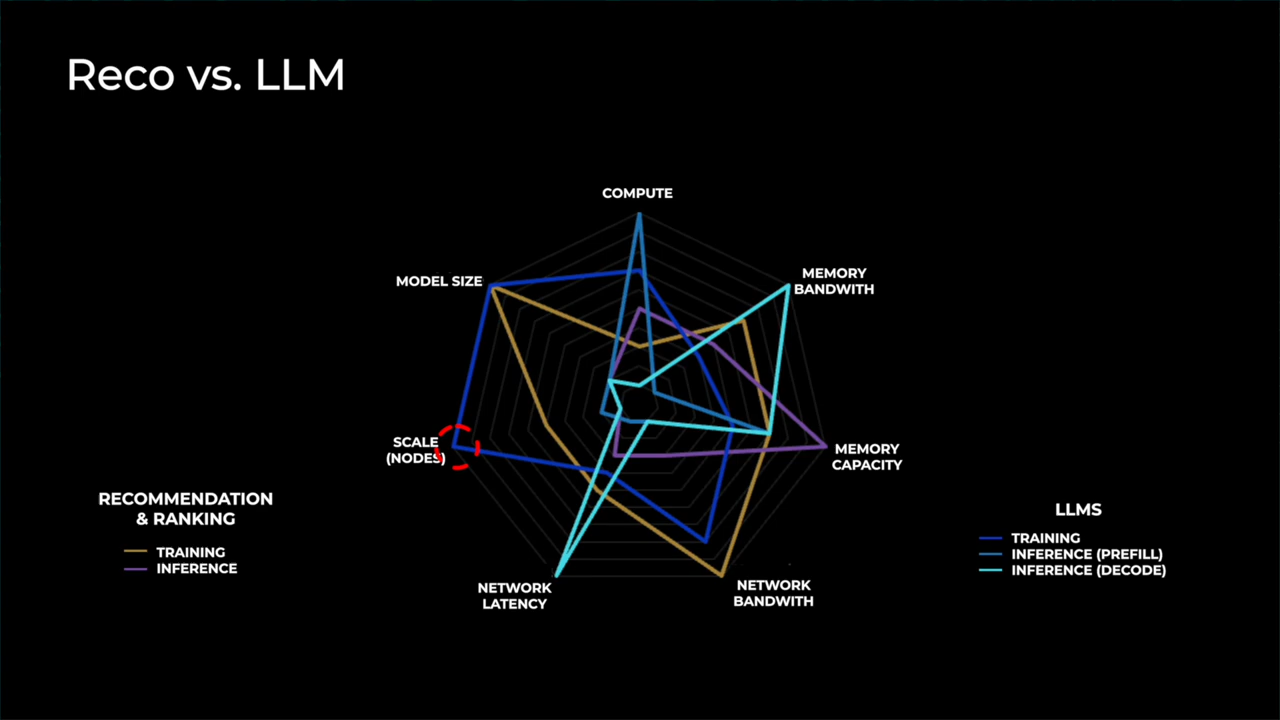 Reco vs. LLM
COMPUTE
MODEL SIZE
MEMORY
BANDWITH
SCALE
(NODES)
MEMORY
CAPACITY
NETWORK
LATENCY
NETWORK
BANDWITH
RECOMMENDATION
& RANKING
TRAINING
INFERENCE
LLMS
TRAINING
INFERENCE (PREFILL)
INFERENCE (DECODE)